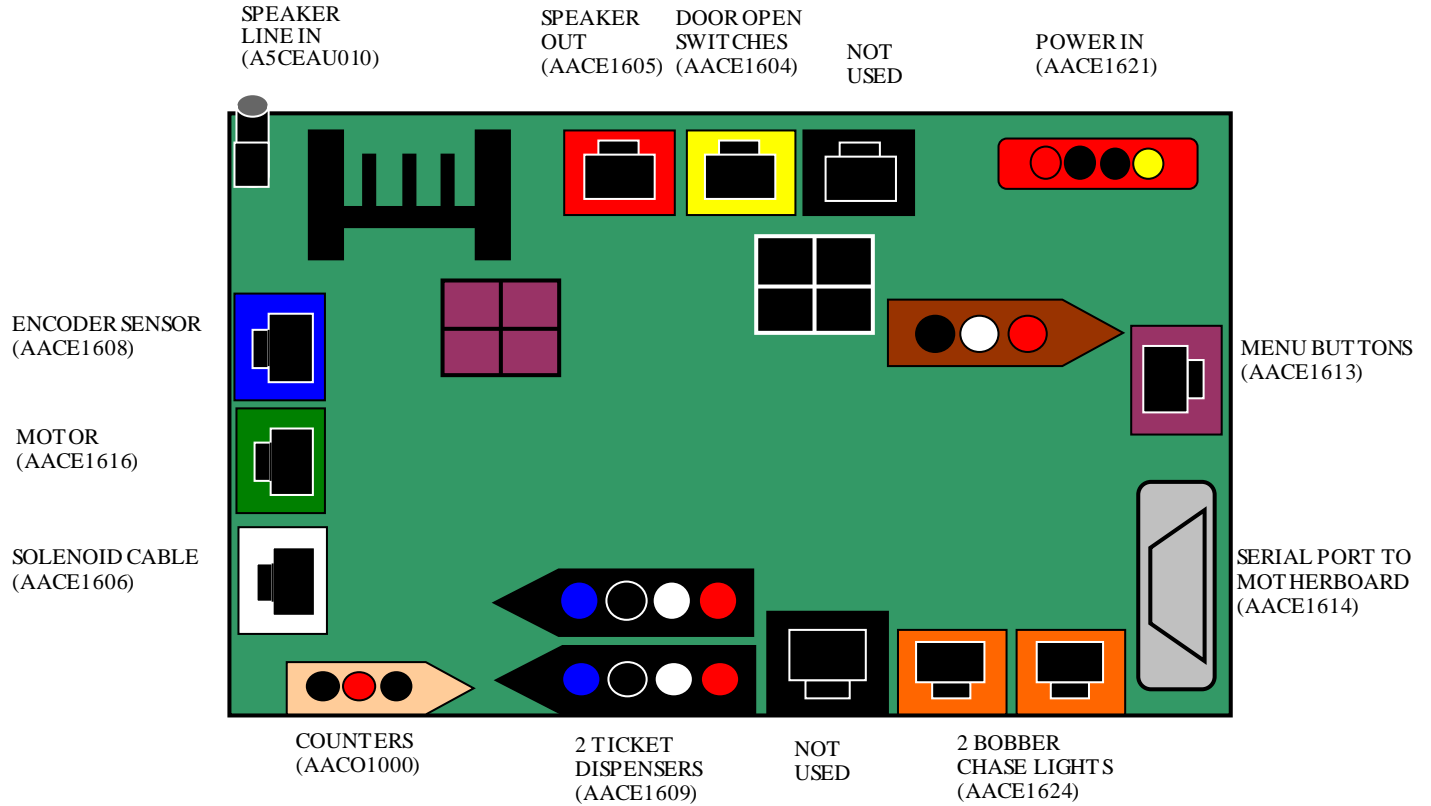 SPEAKER
LINE IN
(A5CEAU010)
SPEAKER
OUT
(AACE1605)
DOOR OPEN
SWITCHES
(AACE1604)
NOT
USED
POWER IN
(AACE1621)
ENCODER SENSOR
(AACE1608)
MENU BUTTONS
(AACE1613)
MOTOR
(AACE1616)
SOLENOID CABLE
(AACE1606)
SERIAL PORT TO
MOTHERBOARD
(AACE1614)
COUNTERS
(AACO1000)
2 TICKET
DISPENSERS
(AACE1609)
NOT
USED
2 BOBBER
CHASE LIGHTS
(AACE1624)